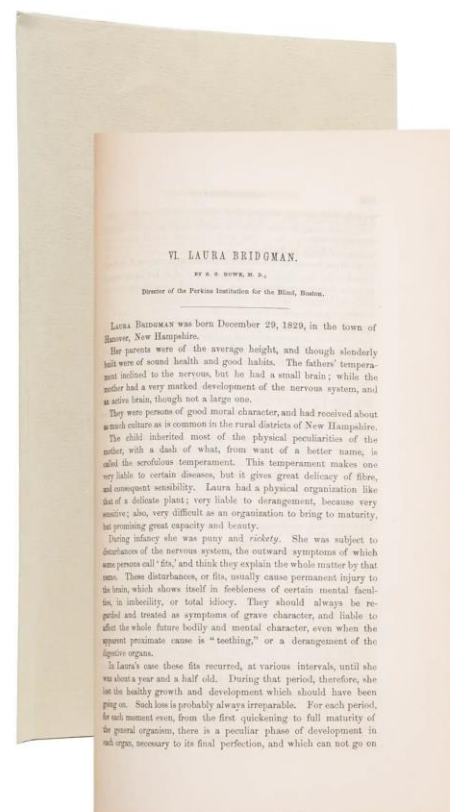 VI. LAURA BRIDGMAN.
BY S. G. HOWE, M. D.,
Director of the Perkins Institution for the Blind, Boston.
LAURA BRIDGMAN was born December 29, 1829, in the town of
Hanover, New Hampshire.
Her parents were of the average height, and though slenderly
built were of sound health and good habits. The fathers' tempera-
ment inclined to the nervous, but he had a small brain; while the
mother had a very marked development of the nervous system, and
an active brain, though not a large one.
They were persons of good moral character, and had received about
as much culture as is common in the rural districts of New Hampshire.
The child inherited most of the physical peculiarities of the
mother, with a dash of what, from want of a better name, is
called the scrofulous temperament. This temperament makes one
very liable to certain diseases, but it gives great delicacy of fibre,
and consequent sensibility. Laura had a physical organization like
that of a delicate plant; very liable to derangement, because very
sensitive; also, very difficult as an organization to bring to maturity,
but promising great capacity and beauty.
During infancy she was puny and rickety. She was subject to
disturbances of the nervous system, the outward symptoms of which
some persons call 'fits,' and think they explain the whole matter by that
name. These disturbances, or fits, usually cause permanent injury to
the brain, which shows itself in feebleness of certain mental facul-
ties, in imbecility, or total idiocy. They should always be re-
garded and treated as symptoms of grave character, and liable to
affect the whole future bodily and mental character, even when the
apparent proximate cause is "teething," or a derangement of the
digestive organs.
In Laura's case these fits recurred, at various intervals, until she
was about a year and a half old. During that period, therefore, she
lost the healthy growth and development which should have been
going on. Such loss is probably always irreparable. For each period,
for each moment even, from the first quickening to full maturity of
the general organism, there is a peculiar phase of development in
each organ, necessary to its final perfection, and which can not go on